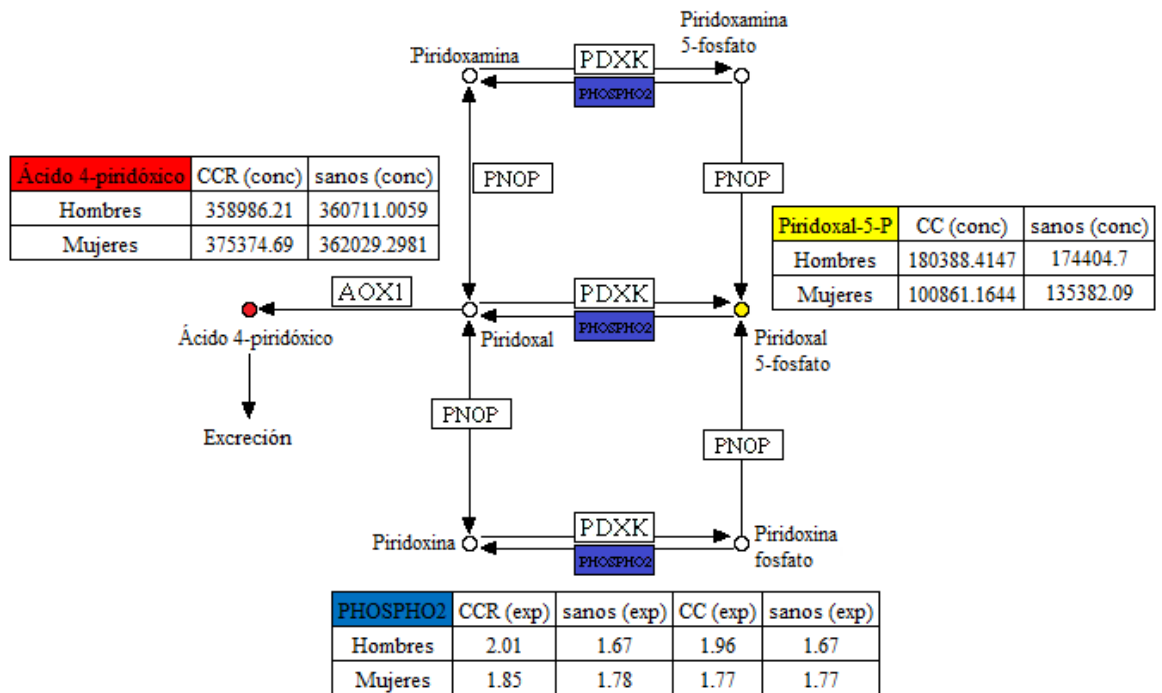 Piridoxamina
5-fosfato
Piridoxamina
PDXK
PHOSPHO2
PNOP
PNOP
Ácido 4-piridóxico CCR (conc) sanos (conc)
Hombres 358986.21 360711.0059
Mujeres 375374.69 362029.2981
Piridoxal-5-P CC (conc) sanos (conc)
Hombres 180388.4147 174404.7
Mujeres 100861.1644 135382.09
AOX1
PDXK
PHOSPHO2
Ácido 4-piridóxico
Piridoxal
Piridoxal
5-fosfato
Excreción
PNOP
PNOP
PDXK
PHOSPHO2
Piridoxina
Piridoxina
fosfato
PHOSPHO2 CCR (exp) sanos (exp) CC (exp) sanos (exp)
Hombres 2.01 1.67 1.96 1.67
Mujeres 1.85 1.78 1.77 1.77